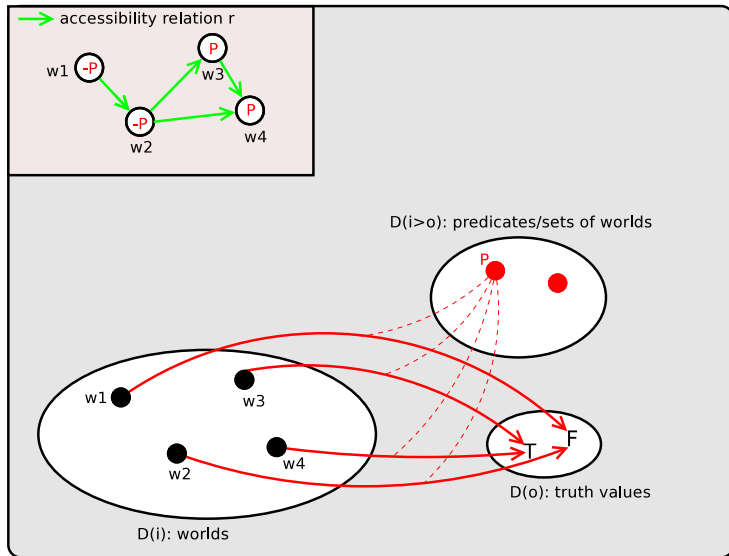 accessibility relation r
w1
-P
P
w3
-P
w2
P
w4
D(i>o): predicates/sets of worlds
P
w1
w3
w2
w4
T
F
D(o): truth values
D(i): worlds